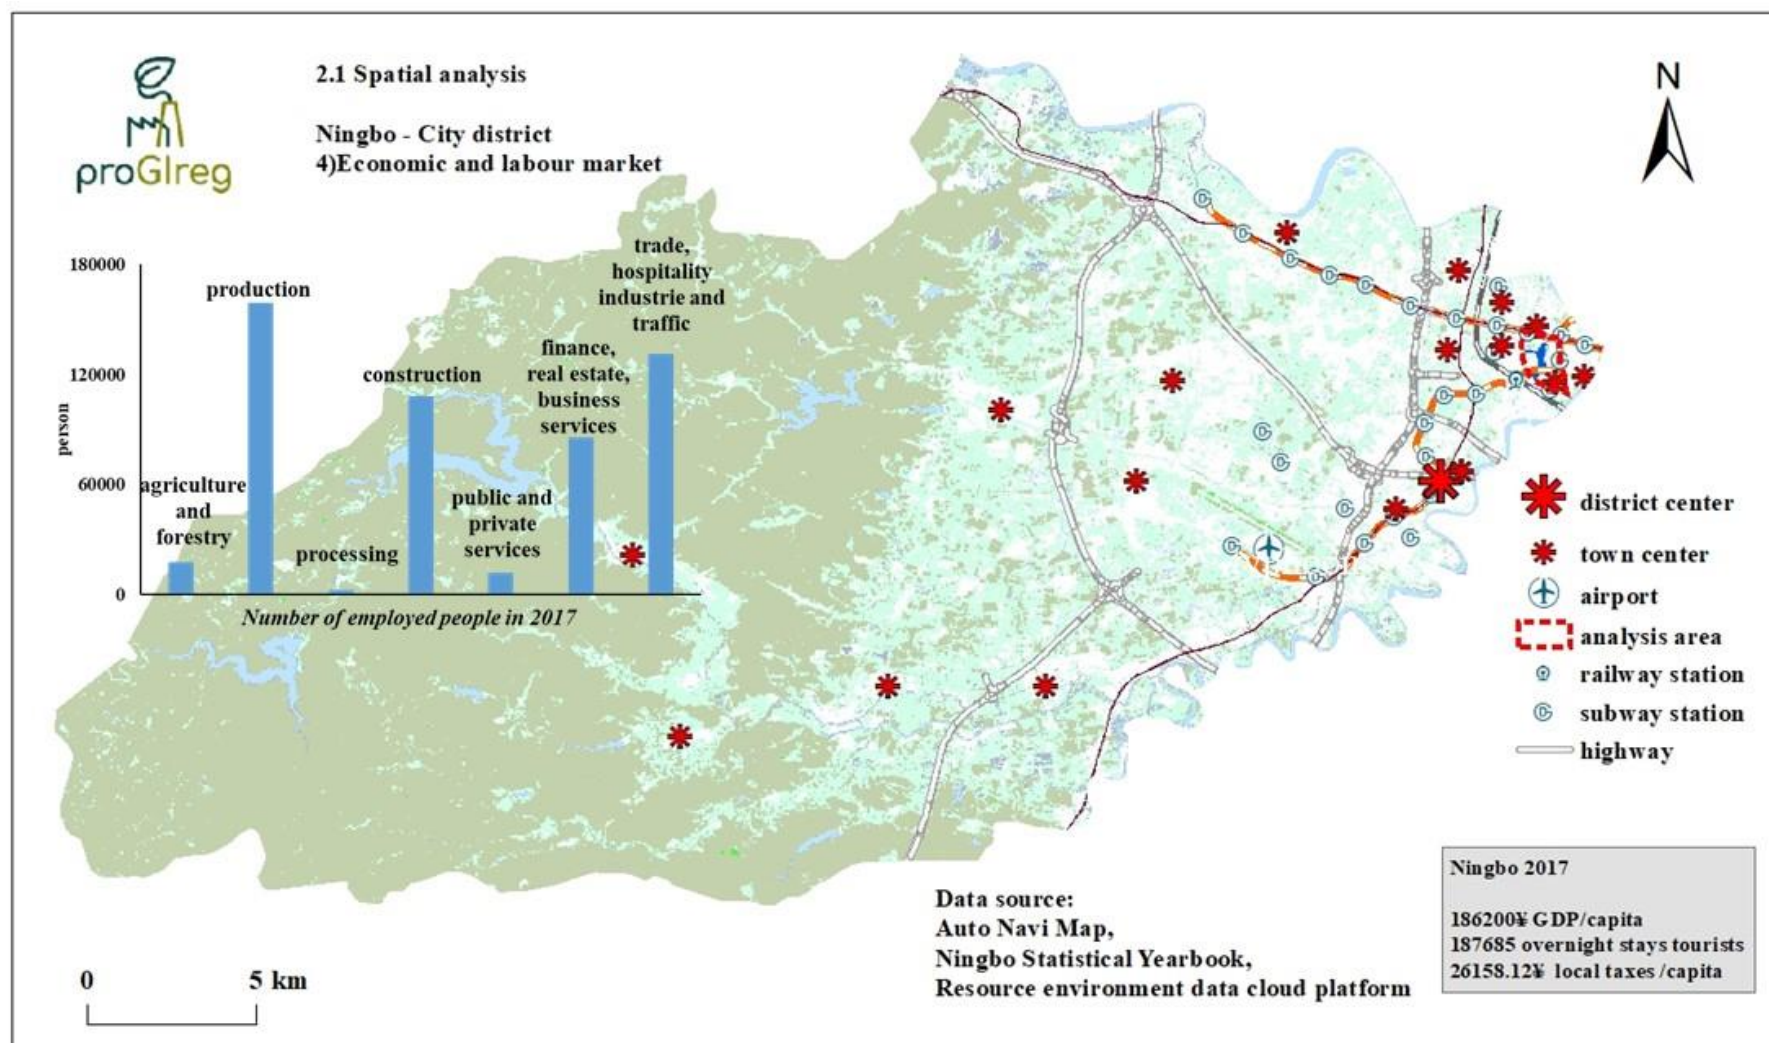 proGIreg
2.1 Spatial analysis
Ningbo - City district
4)Economic and labour market
N
180000
120000
60000
0
person
agriculture
and
forestry
production
processing
construction
public and
private
services
finance,
real estate,
business
services
trade,
hospitality
industrie and
traffic
Number of employed people in 2017
district center
town center
airport
analysis area
railway station
subway station
highway
Data source:
Auto Navi Map,
Ningbo Statistical Yearbook,
Resource environment data cloud platform
Ningbo 2017
186200¥ GDP/capita
187685 overnight stays tourists
26158.12¥ local taxes /capita
0 5 km